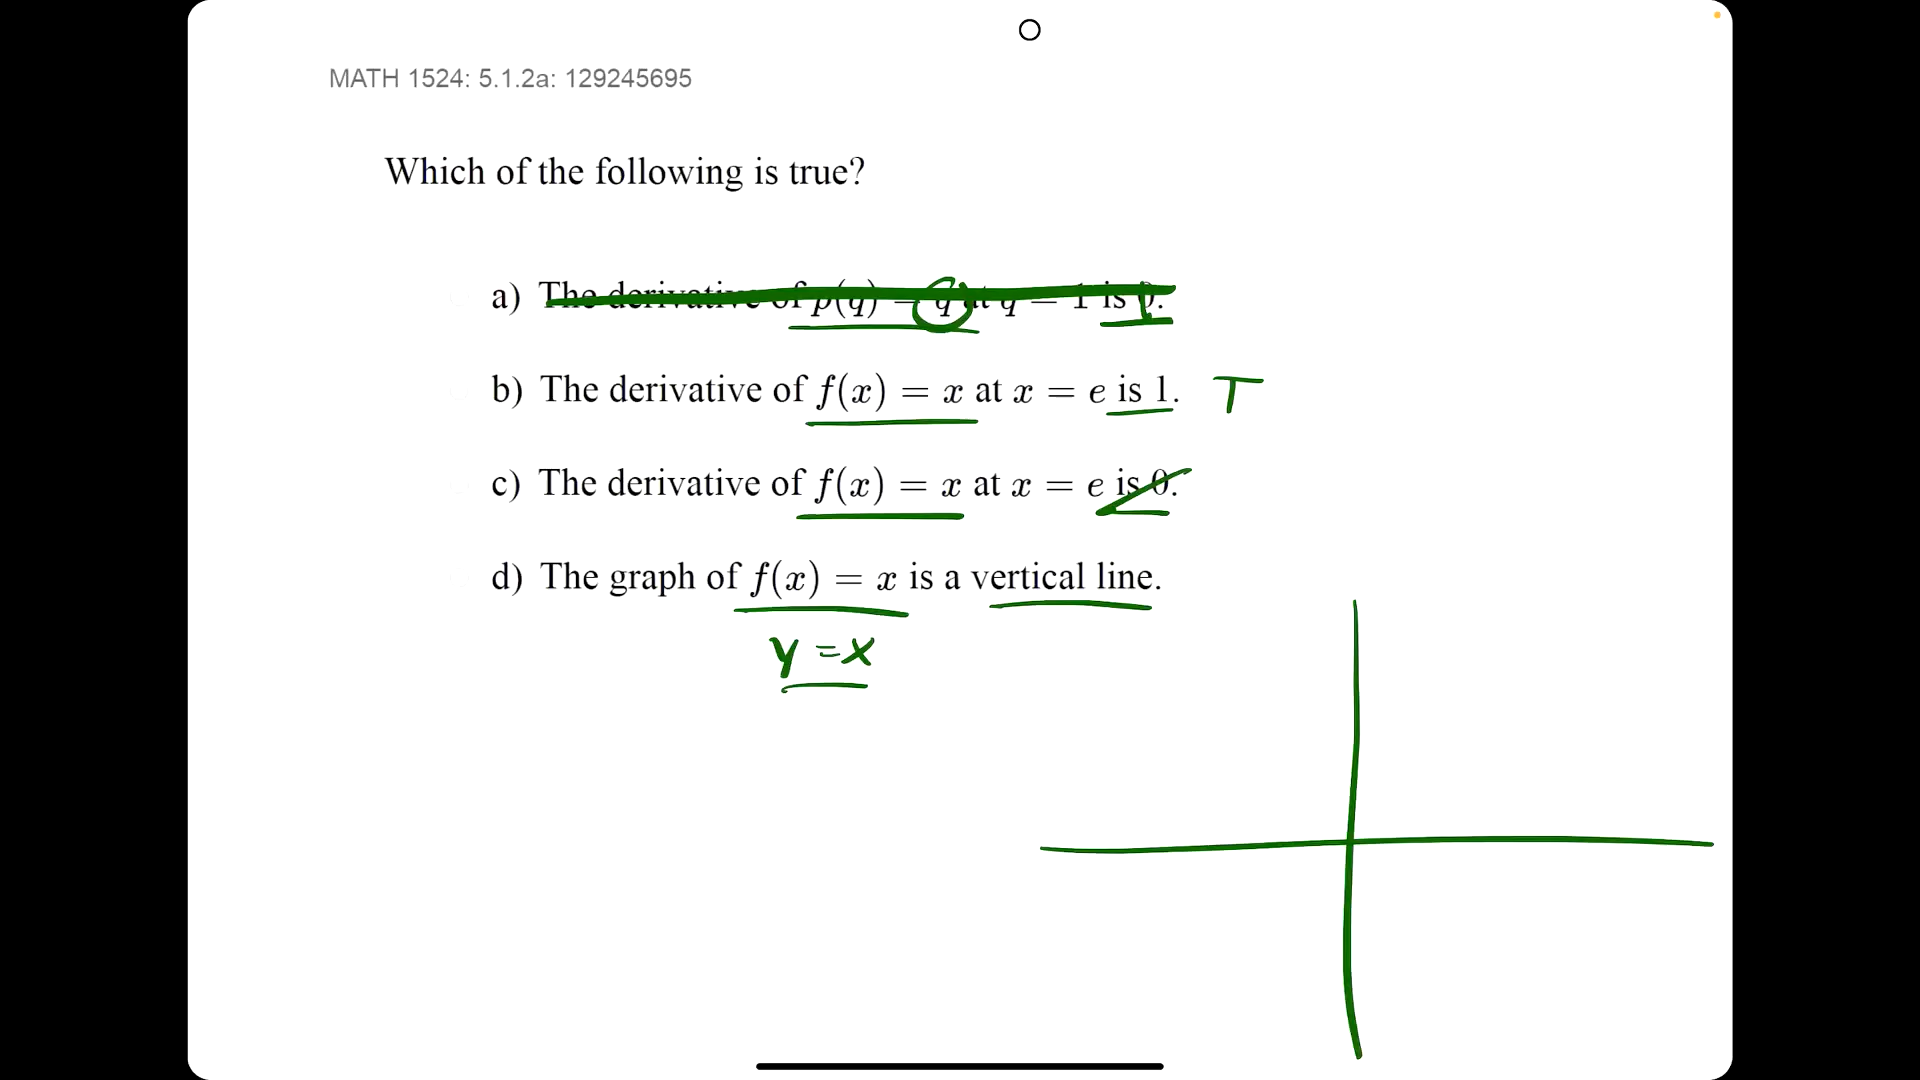 MATH 1524: 5.1.2a: 129245695
Which of the following is true?
a) The derivative of p(q) = q at q = 1 is 0.
b) The derivative of f(x) = x at x = e is 1. T
c) The derivative of f(x) = x at x = e is 0.
d) The graph of f(x) = x is a vertical line.
y = x